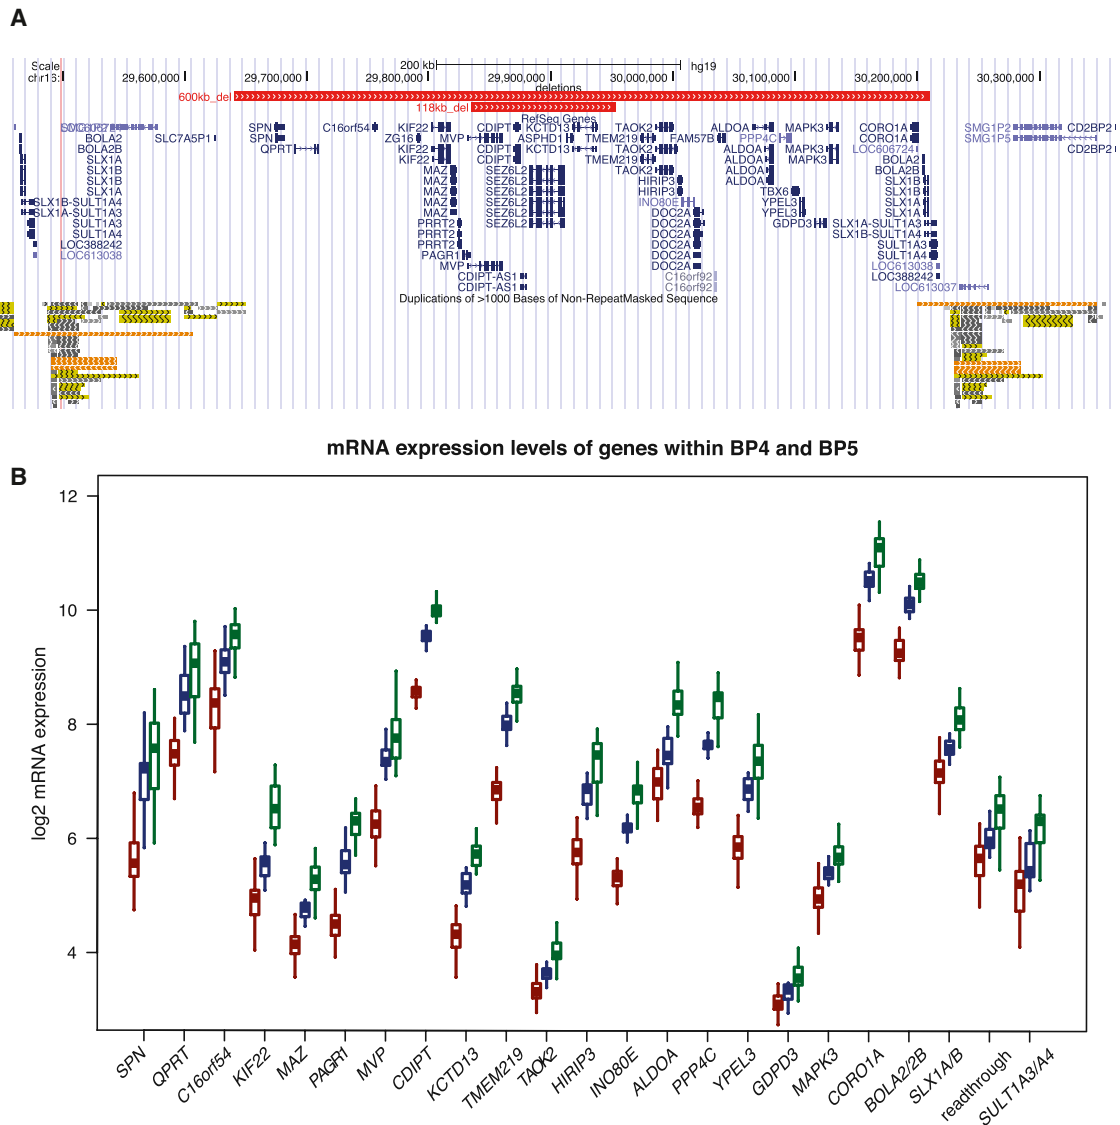 A
Scale
200 kb
hg19
chr16:
29,600,000
29,700,000
29,800,000
29,900,000
30,000,000
30,100,000
30,200,000
30,300,000
deletions
600kb_del
118kb_del
RefSeq Genes
SPN C16orf54 KIF22 CDIPT KCTD13 TAOK2 ALDOA MAPK3 CORO1A SMG1P2 CD2BP2
BOLA2 SLC7A5P1 SPN ZG16 MVP ASPHD1 TMEM219 FAM57B PPP4C MAPK3 CORO1A SMG1P5 CD2BP2
BOLA2B QPRT KIF22 CDIPT KCTD13 TAOK2 ALDOA MAPK3 LOC606724
SLX1A KIF22 CDIPT TMEM219 ALDOA MAPK3 BOLA2
SLX1B MAZ SEZ6L2 TAOK2 ALDOA BOLA2B
SLX1B MAZ SEZ6L2 HIRIP3 ALDOA SLX1B
SLX1A MAZ SEZ6L2 HIRIP3 TBX6 SLX1B
SLX1B-SULT1A4 MAZ SEZ6L2 INO80E YPEL3 SLX1A
SLX1A-SULT1A3 MAZ SEZ6L2 DOC2A YPEL3 SLX1A
SULT1A3 PRRT2 SEZ6L2 DOC2A GDPD3 SLX1A-SULT1A3
SULT1A4 PRRT2 DOC2A SLX1B-SULT1A4
LOC388242 PRRT2 DOC2A SULT1A3
LOC613038 PAGR1 DOC2A SULT1A4
MVP DOC2A LOC613038
CDIPT-AS1 C16orf92 LOC388242
CDIPT-AS1 C16orf92 LOC613037
Duplications of >1000 Bases of Non-RepeatMasked Sequence
mRNA expression levels of genes within BP4 and BP5
B
log2 mRNA expression
12
10
8
6
4
SPN
QPRT
C16orf54
KIF22
MAZ
PAGR1
MVP
CDIPT
KCTD13
TMEM219
TAOK2
HIRIP3
INO80E
ALDOA
PPP4C
YPEL3
GDPD3
MAPK3
CORO1A
BOLA2/2B
SLX1A/B
readthrough
SULT1A3/A4